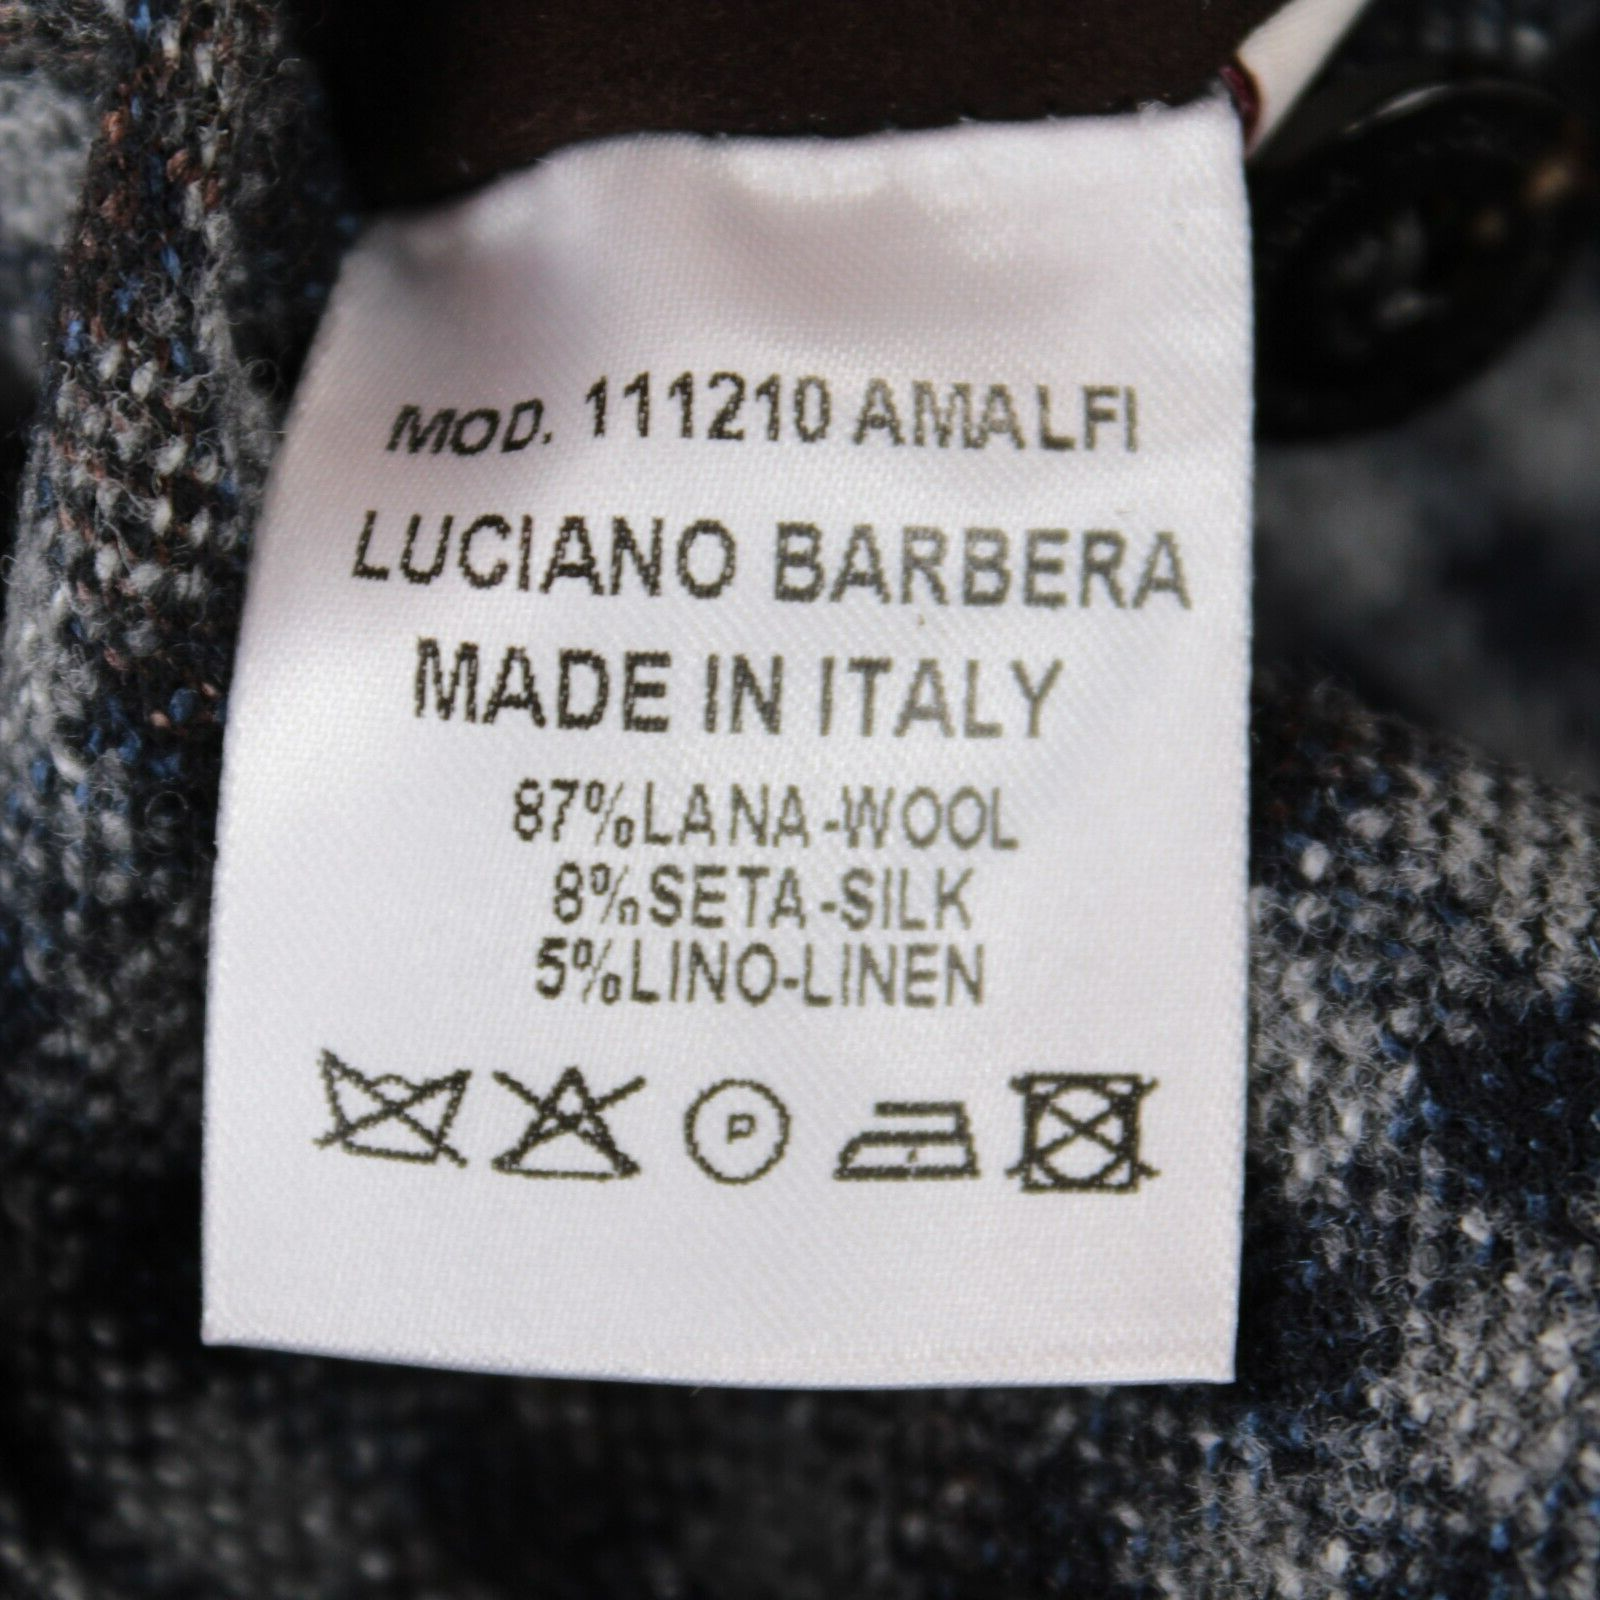 MOD. 111210 AMALFI
LUCIANO BARBERA
MADE IN ITALY
87%LANA-WOOL
8%SETA-SILK
5%LINO-LINEN
P